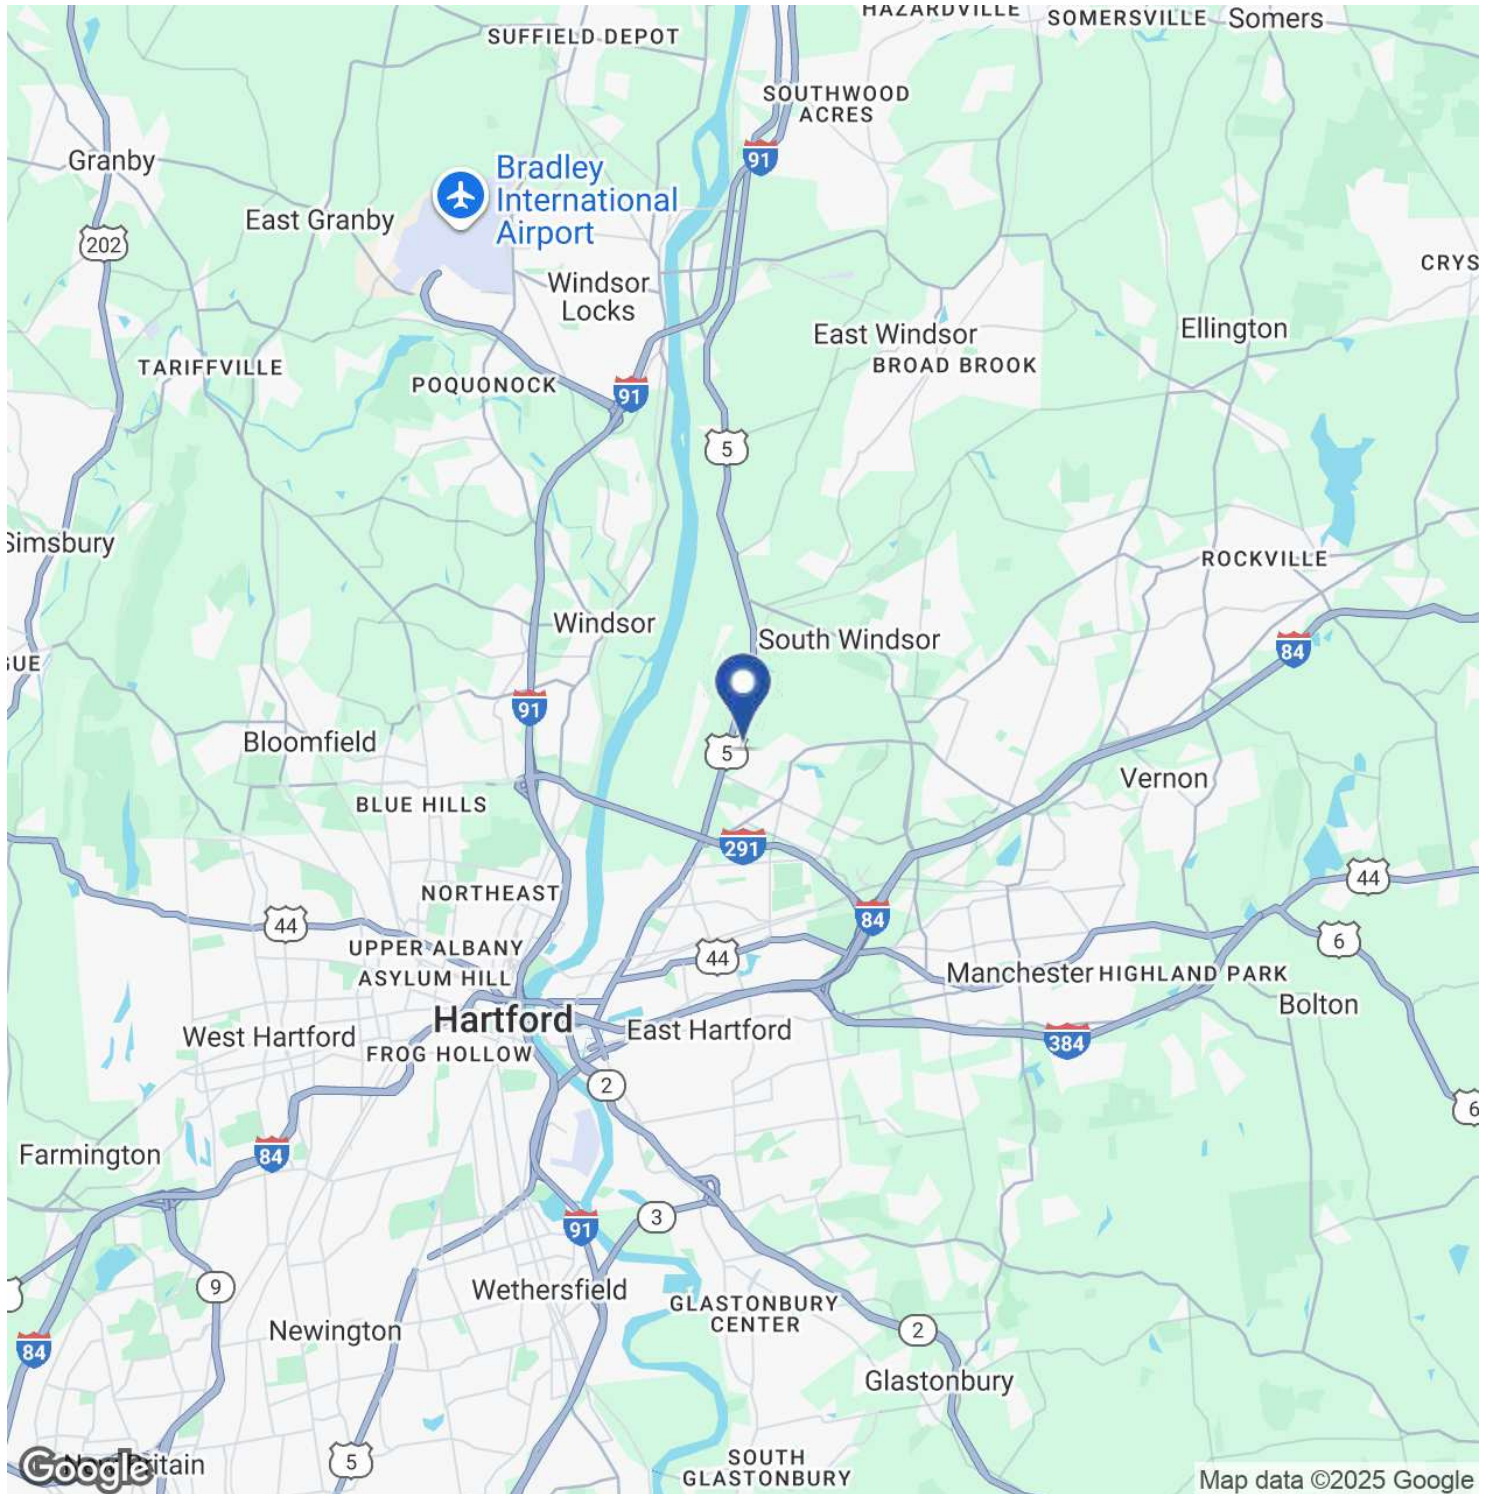 HAZARDVILLE
SOMERSVILLE
Somers
SUFFIELD DEPOT
SOUTHWOOD
ACRES
91
Granby
Bradley
International
Airport
East Granby
202
CRYS
Windsor
Locks
East Windsor
Ellington
BROAD BROOK
TARIFFVILLE
POQUONOCK
91
5
Simsbury
ROCKVILLE
Windsor
South Windsor
84
GUE
91
Bloomfield
5
Vernon
BLUE HILLS
291
44
NORTHEAST
84
44
6
UPPER ALBANY
44
ASYLUM HILL
Manchester
HIGHLAND PARK
Bolton
Hartford
East Hartford
West Hartford
384
FROG HOLLOW
2
6
Farmington
84
3
91
9
Wethersfield
GLASTONBURY
CENTER
Newington
2
84
Glastonbury
5
SOUTH
GLASTONBURY
New Britain
Google
Map data ©2025 Google